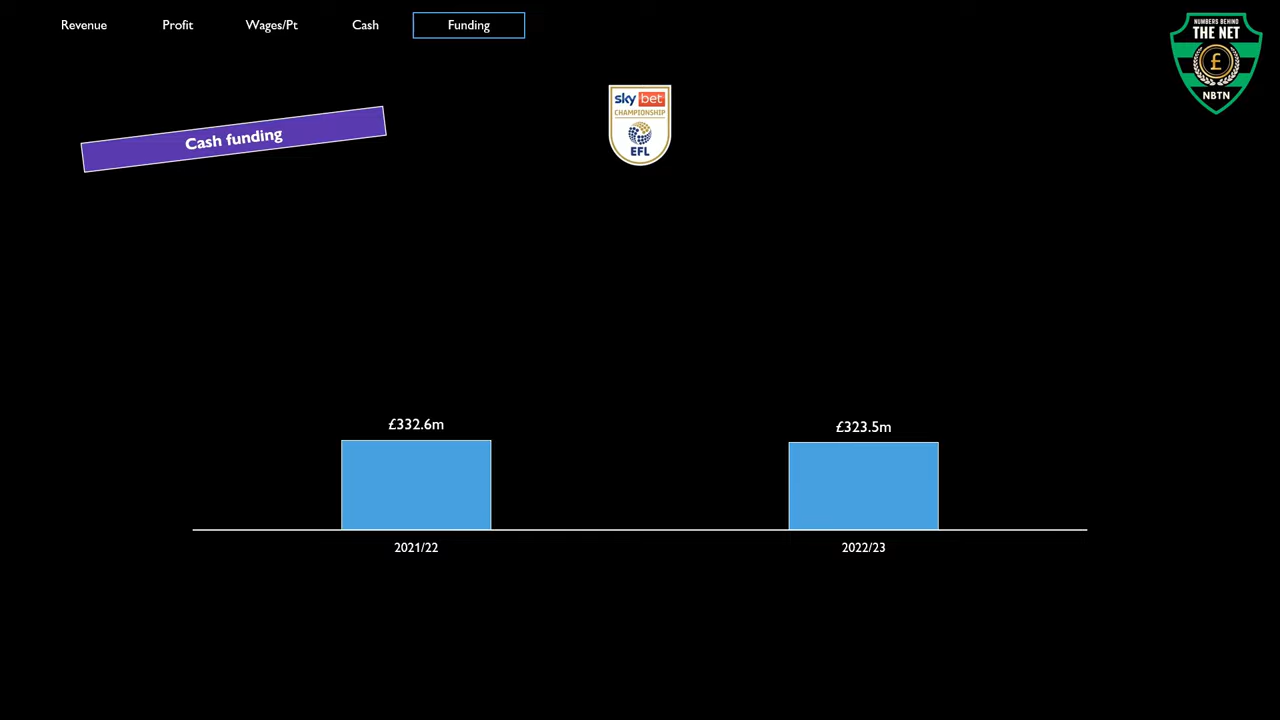 Revenue
Profit
Wages/Pt
Cash
Funding
NUMBERS BEHIND
THE NET
£
NBTN
sky bet
CHAMPIONSHIP
EFL
Cash funding
£332.6m
£323.5m
2021/22
2022/23